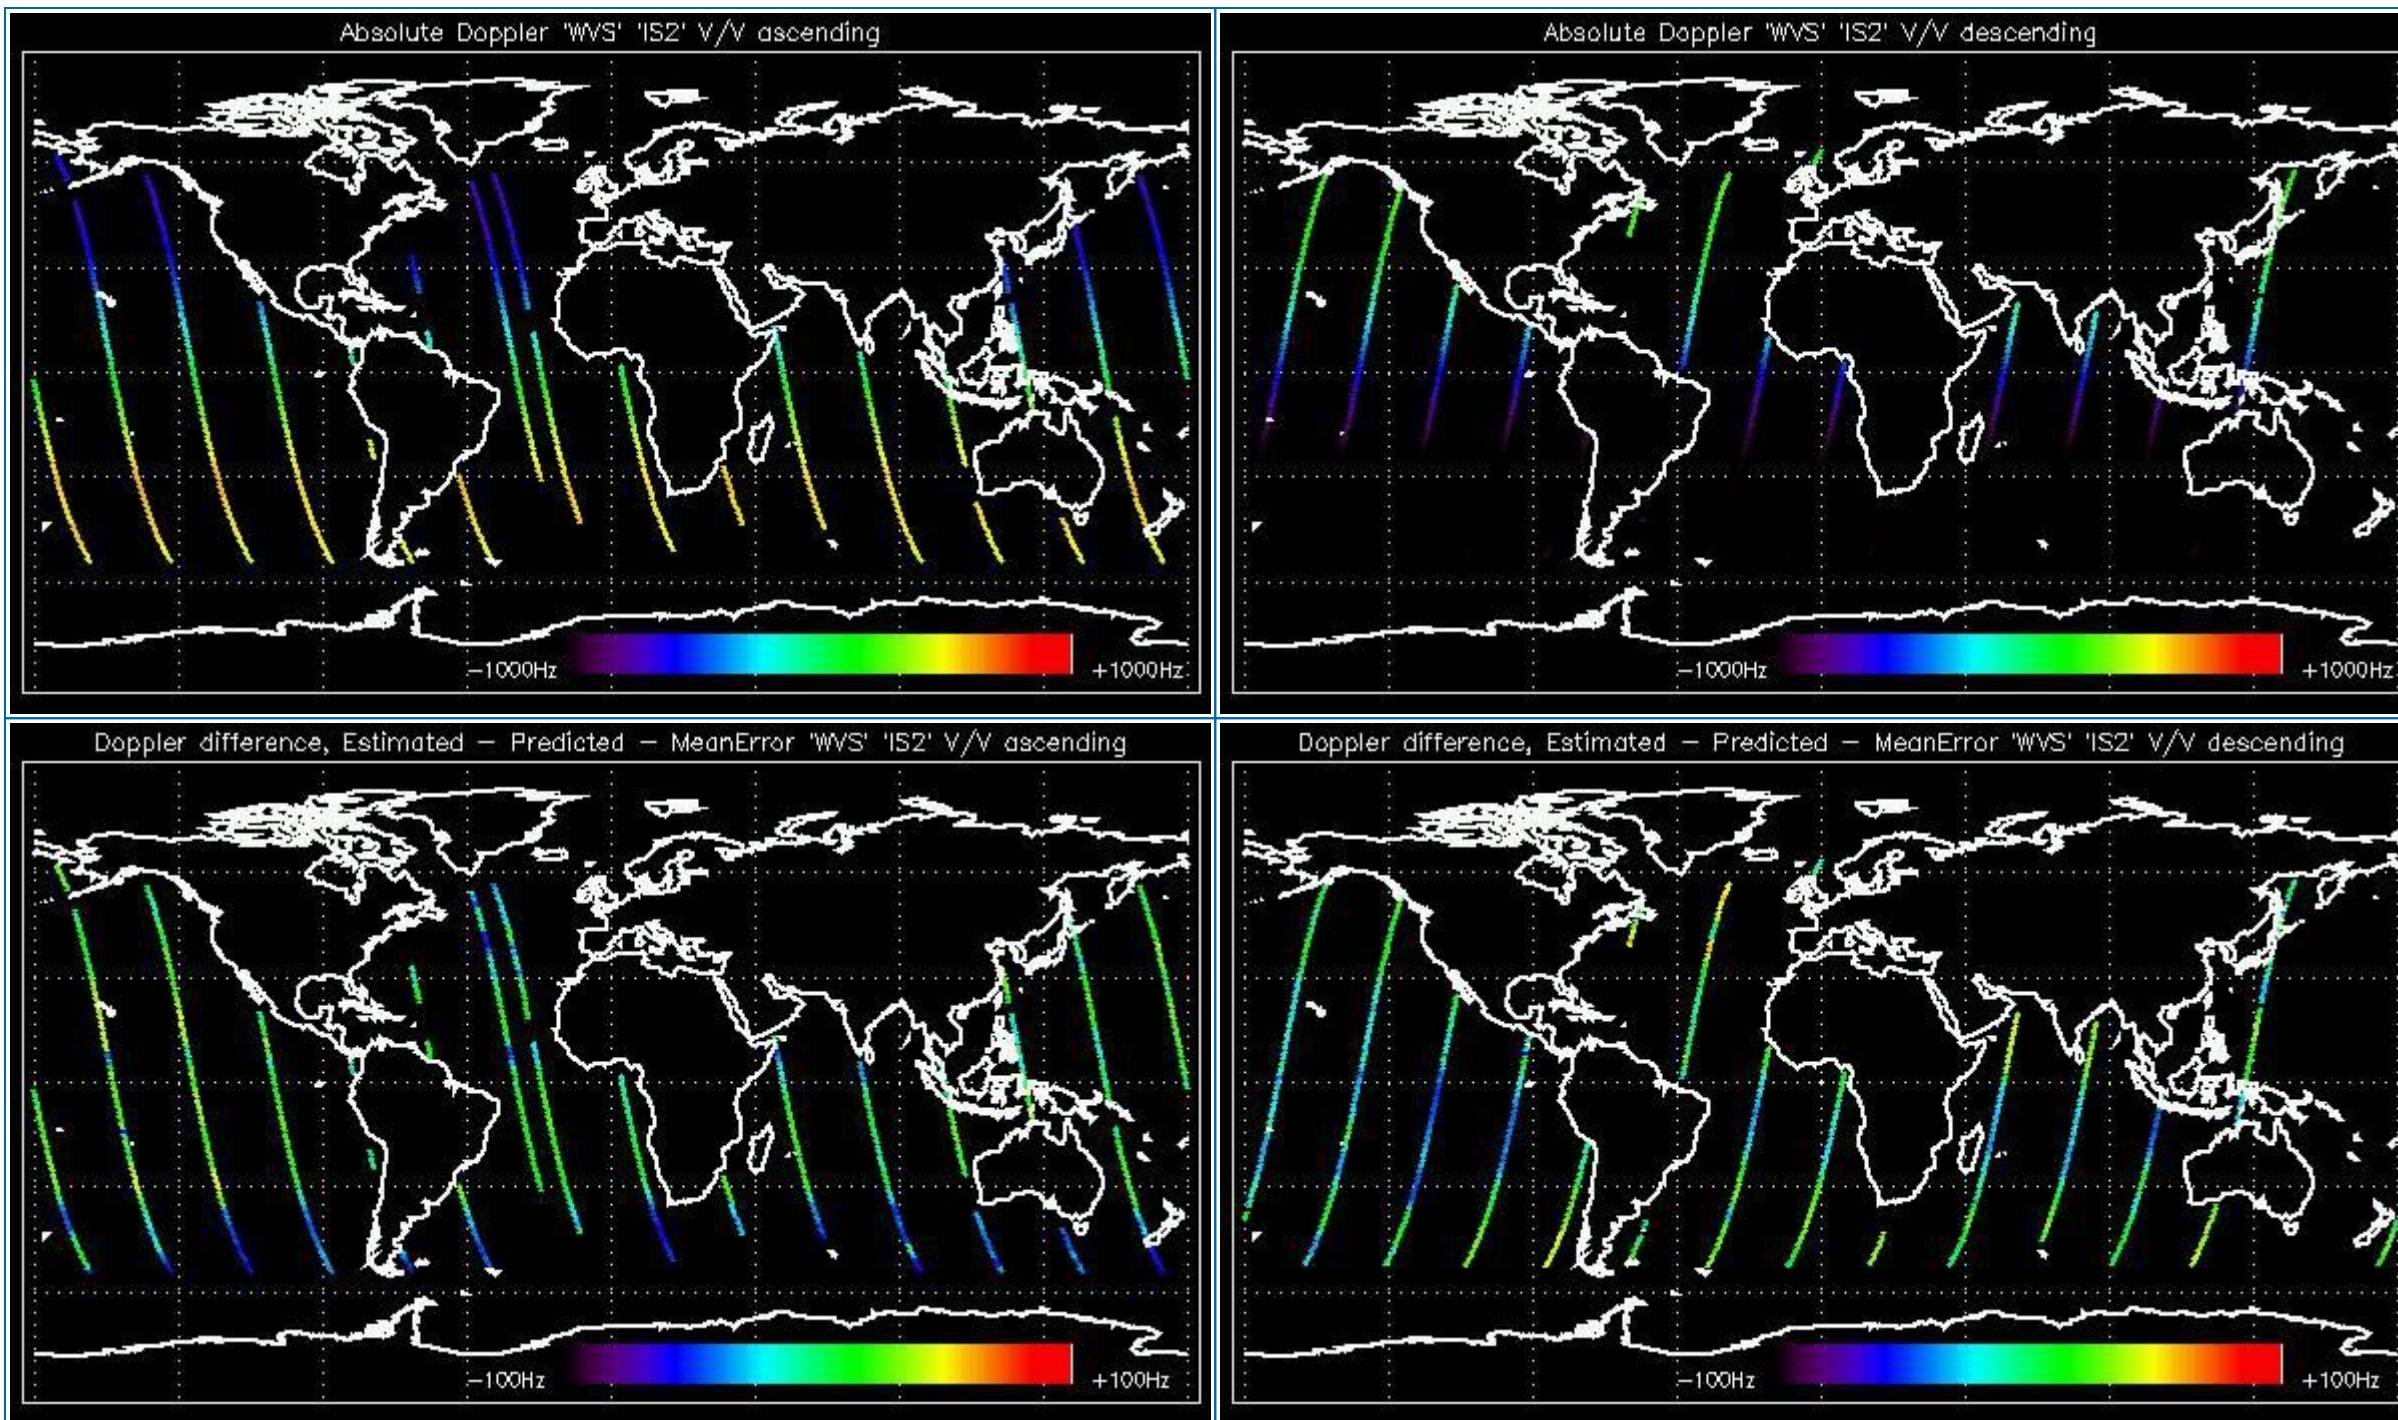 Absolute Doppler 'WVS' 'IS2' V/V ascending
-1000Hz
+1000Hz
Absolute Doppler 'WVS' 'IS2' V/V descending
-1000Hz
+1000Hz
Doppler difference, Estimated - Predicted - MeanError 'WVS' 'IS2' V/V ascending
-100Hz
+100Hz
Doppler difference, Estimated - Predicted - MeanError 'WVS' 'IS2' V/V descending
-100Hz
+100Hz